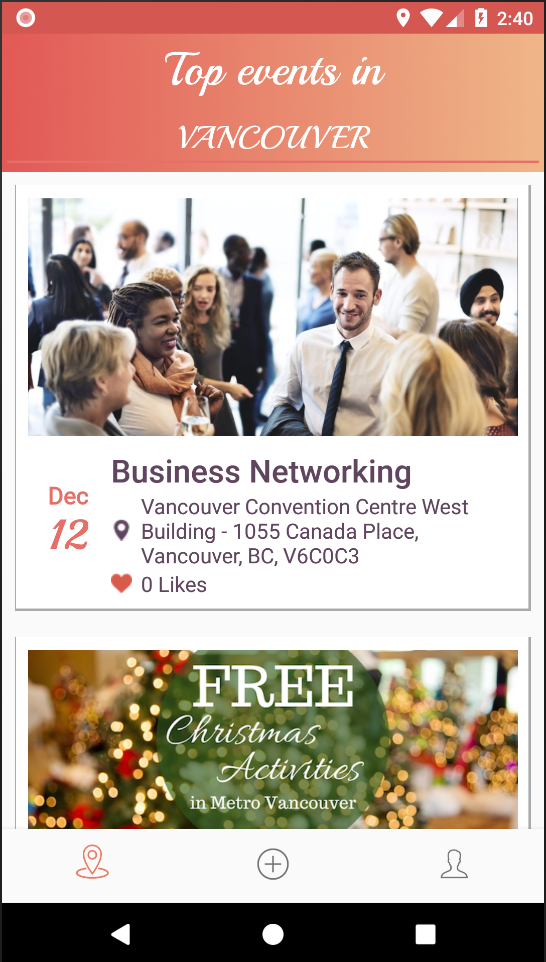 2:40
Top events in
VANCOUVER
Business Networking
Dec
12
Vancouver Convention Centre West
Building - 1055 Canada Place,
Vancouver, BC, V6C0C3
0 Likes
FREE
Christmas
Activities
in Metro Vancouver